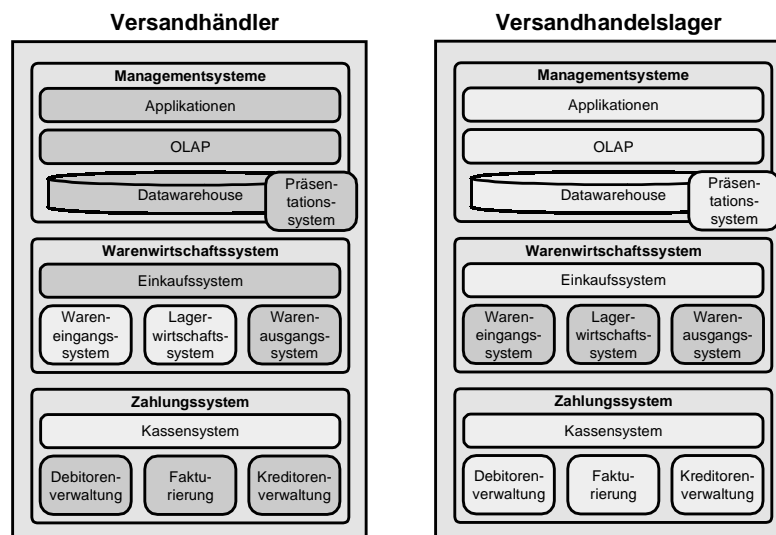 Versandhändler
Managementsysteme
Applikationen
OLAP
Datawarehouse
Präsen-
tations-
system
Warenwirtschaftssystem
Einkaufssystem
Waren-
eingangs-
system
Lager-
wirtschafts-
system
Waren-
ausgangs-
system
Zahlungssystem
Kassensystem
Debitoren-
verwaltung
Faktu-
rierung
Kreditoren-
verwaltung
Versandhandelslager
Managementsysteme
Applikationen
OLAP
Datawarehouse
Präsen-
tations-
system
Warenwirtschaftssystem
Einkaufssystem
Waren-
eingangs-
system
Lager-
wirtschafts-
system
Waren-
ausgangs-
system
Zahlungssystem
Kassensystem
Debitoren-
verwaltung
Faktu-
rierung
Kreditoren-
verwaltung